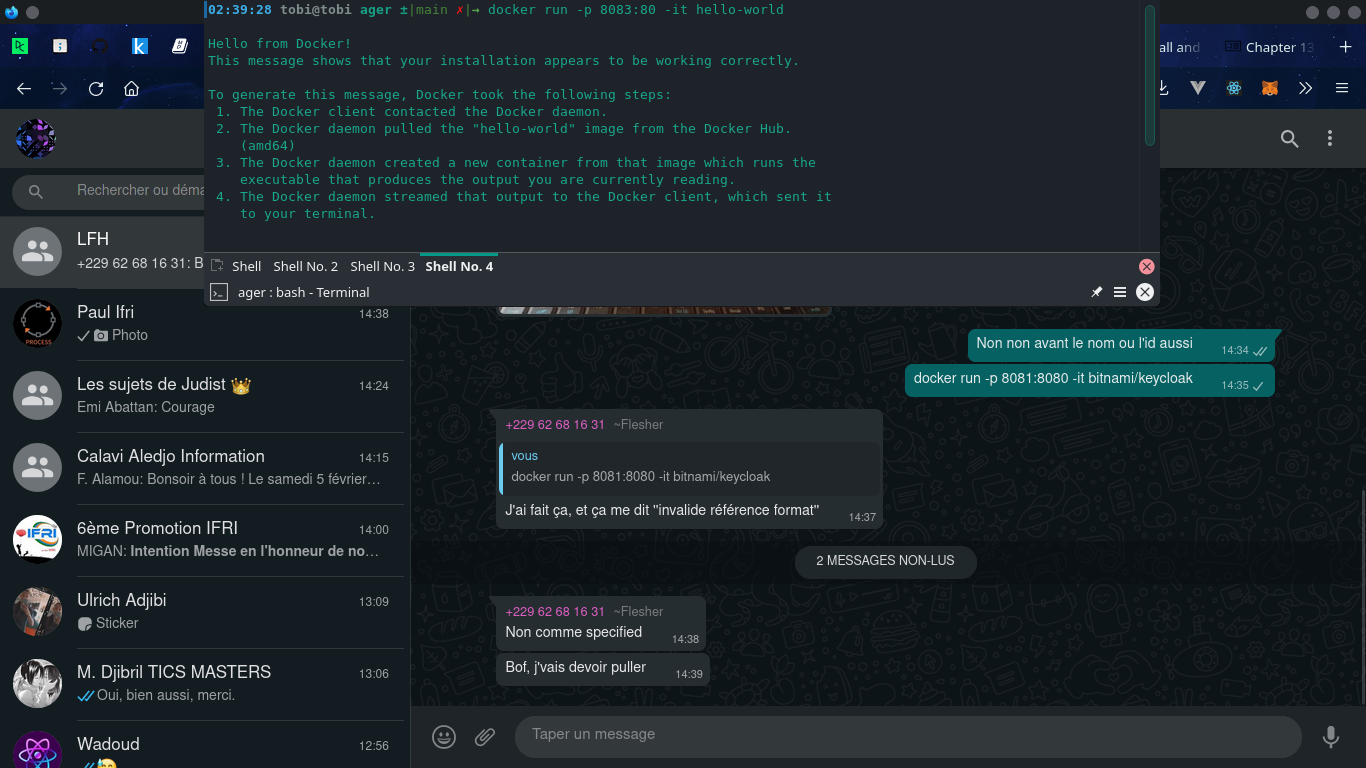 02:39:28 tobi@tobi ager ±|main ✗|→ docker run -p 8083:80 -it hello-world
Hello from Docker!
This message shows that your installation appears to be working correctly.
To generate this message, Docker took the following steps:
1. The Docker client contacted the Docker daemon.
2. The Docker daemon pulled the "hello-world" image from the Docker Hub.
(amd64)
3. The Docker daemon created a new container from that image which runs the
executable that produces the output you are currently reading.
4. The Docker daemon streamed that output to the Docker client, which sent it
to your terminal.
Shell Shell No. 2 Shell No. 3 Shell No. 4
ager : bash - Terminal
all and
Chapter 13
Rechercher ou déma
LFH
+229 62 68 16 31: B
Paul Ifri 14:38
Photo
PROCESS
Les sujets de Judist 👑 14:24
Emi Abattan: Courage
Calavi Aledjo Information 14:15
F. Alamou: Bonsoir à tous ! Le samedi 5 février…
6ème Promotion IFRI 14:00
MIGAN: Intention Messe en l'honneur de no…
IFRI
Ulrich Adjibi 13:09
Sticker
M. Djibril TICS MASTERS 13:06
Oui, bien aussi, merci.
Wadoud 12:56
Non non avant le nom ou l'id aussi 14:34
docker run -p 8081:8080 -it bitnami/keycloak 14:35
+229 62 68 16 31 ~Flesher
vous
docker run -p 8081:8080 -it bitnami/keycloak
J'ai fait ça, et ça me dit "invalide référence format" 14:37
2 MESSAGES NON-LUS
+229 62 68 16 31 ~Flesher
Non comme specified 14:38
Bof, j'vais devoir puller 14:39
Taper un message